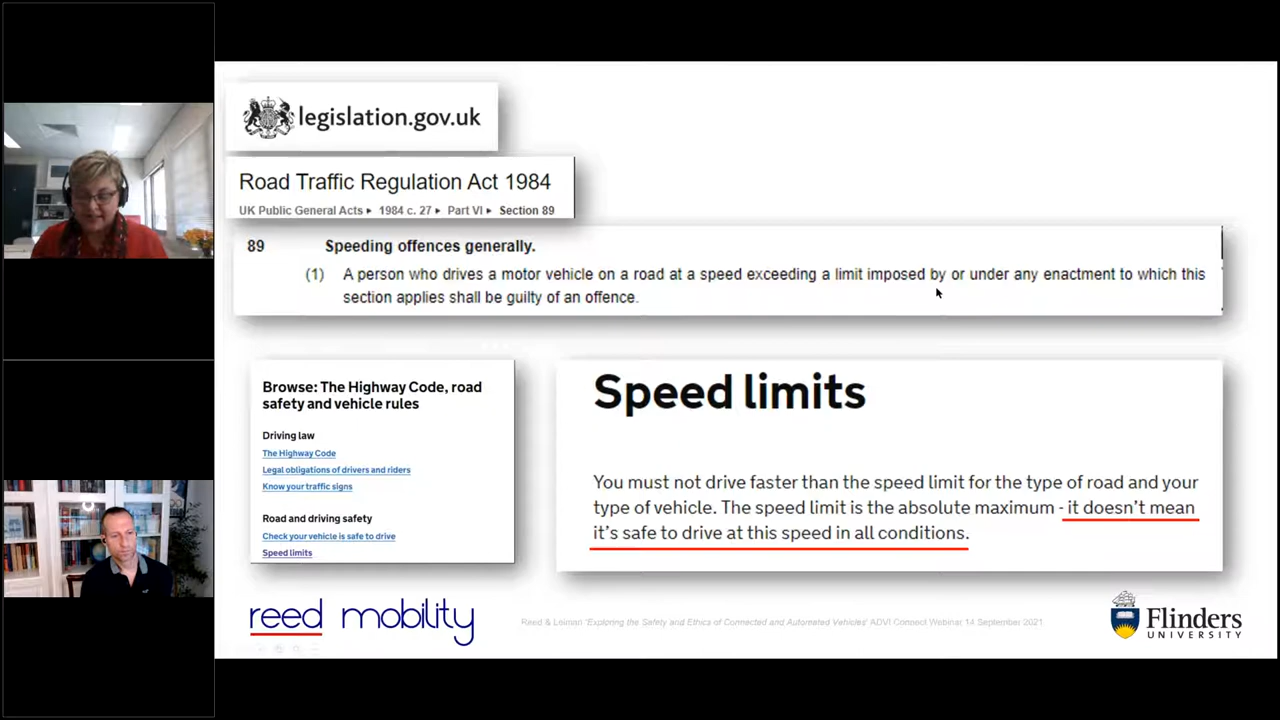 legislation.gov.uk
Road Traffic Regulation Act 1984
UK Public General Acts ▸ 1984 c. 27 ▸ Part VI ▸ Section 89
89 Speeding offences generally.
(1) A person who drives a motor vehicle on a road at a speed exceeding a limit imposed by or under any enactment to which this
section applies shall be guilty of an offence.
Browse: The Highway Code, road
safety and vehicle rules
Driving law
The Highway Code
Legal obligations of drivers and riders
Know your traffic signs
Road and driving safety
Check your vehicle is safe to drive
Speed limits
Speed limits
You must not drive faster than the speed limit for the type of road and your
type of vehicle. The speed limit is the absolute maximum - it doesn't mean
it's safe to drive at this speed in all conditions.
reed mobility
Reed & Leiman 'Exploring the Safety and Ethics of Connected and Automated Vehicles' ADVI Connect Webinar 14 September 2021
Flinders
UNIVERSITY